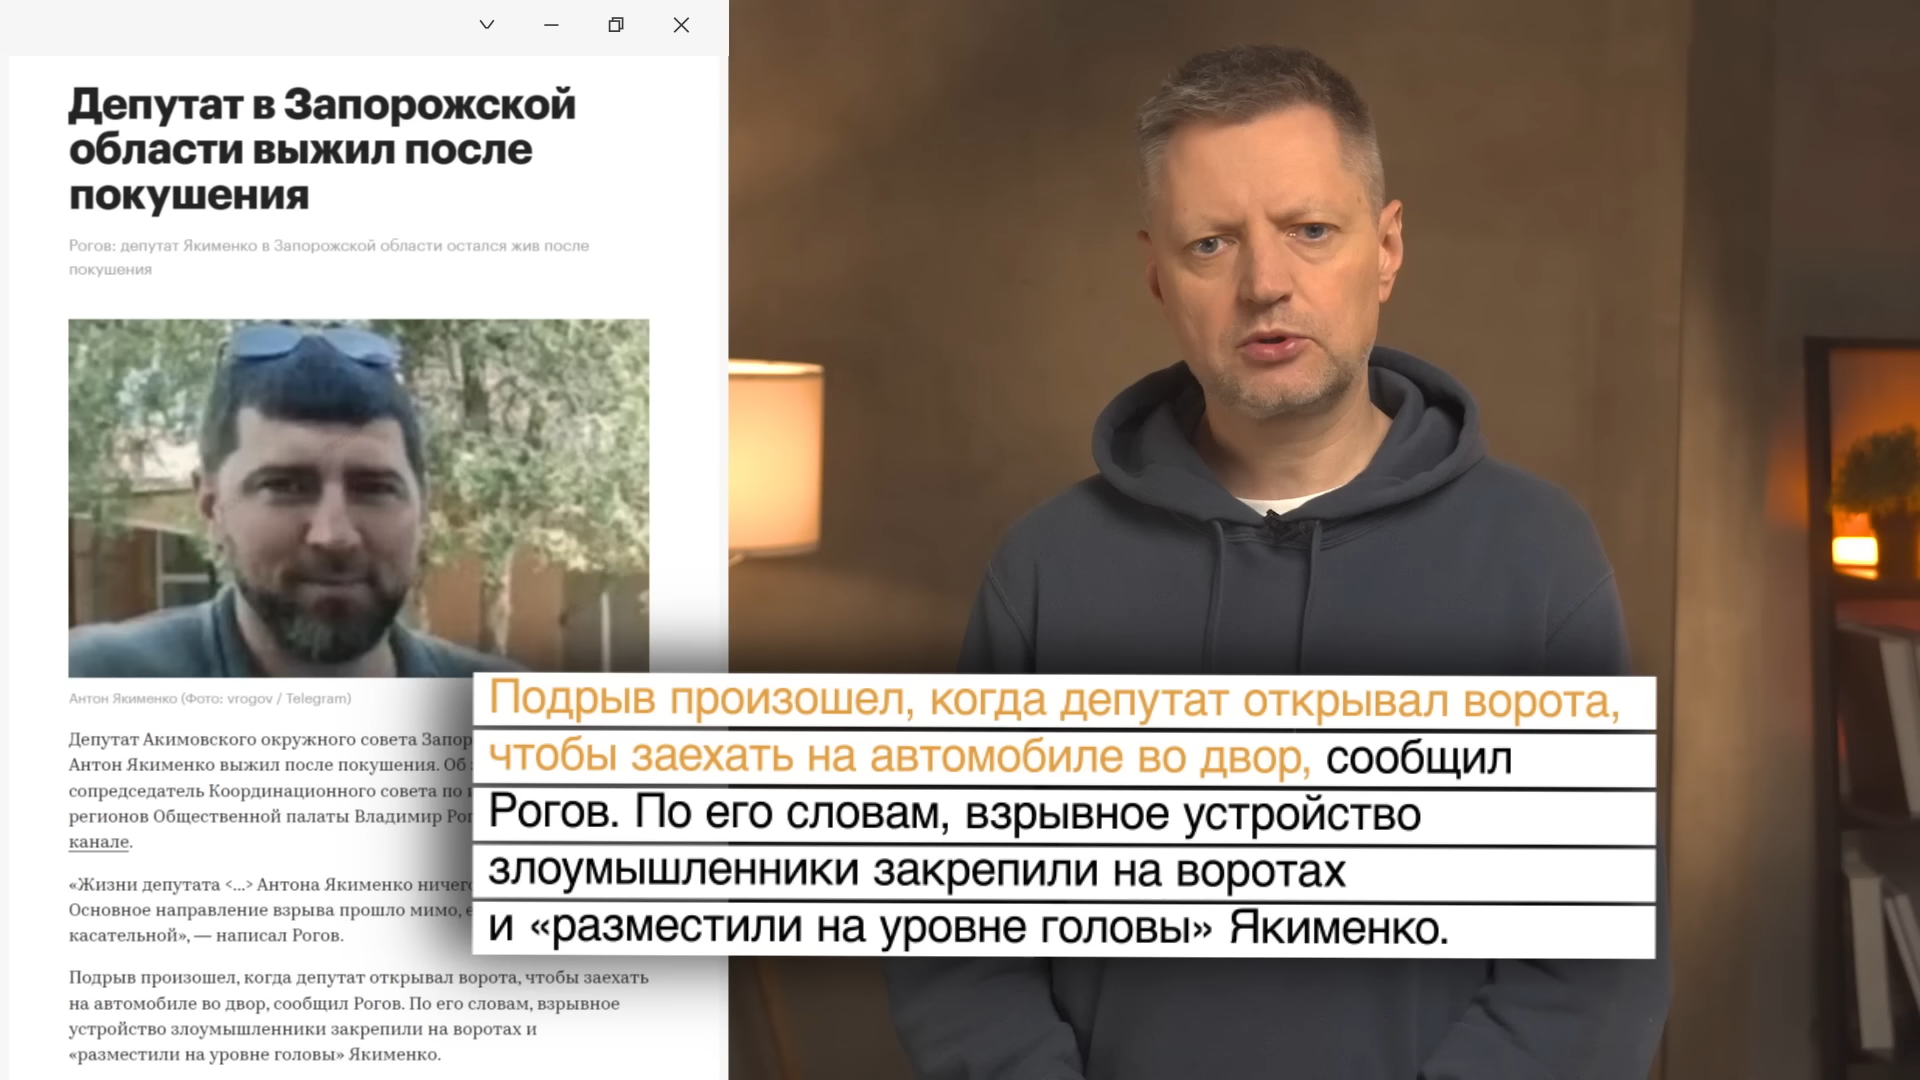 Депутат в Запорожской
области выжил после
покушения
Рогов: депутат Якименко в Запорожской области остался жив после
покушения
Антон Якименко (Фото: vrogov / Telegram)
Депутат Акимовского окружного совета
Антон Якименко выжил после покушения. Об
сопредседатель Координационного совета по
регионов Общественной палаты Владимир
канале.
«Жизни депутата <...> Антона Якименко
Основное направление взрыва прошло мимо,
касательной», — написал Рогов.
Подрыв произошел, когда депутат открывал ворота, чтобы заехать
на автомобиле во двор, сообщил Рогов. По его словам, взрывное
устройство злоумышленники закрепили на воротах и
«разместили на уровне головы» Якименко.
Подрыв произошел, когда депутат открывал ворота,
чтобы заехать на автомобиле во двор, сообщил
Рогов. По его словам, взрывное устройство
злоумышленники закрепили на воротах
и «разместили на уровне головы» Якименко.